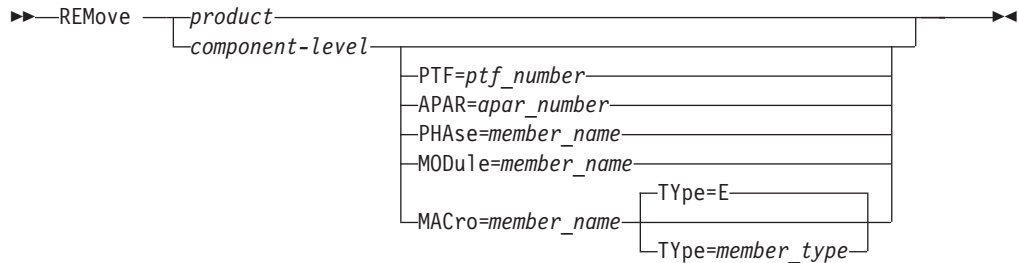 REMove product
component-level
PTF=ptf_number
APAR=apar_number
PHAse=member_name
MODule=member_name
TYpe=E
MACro=member_name
TYpe=member_type